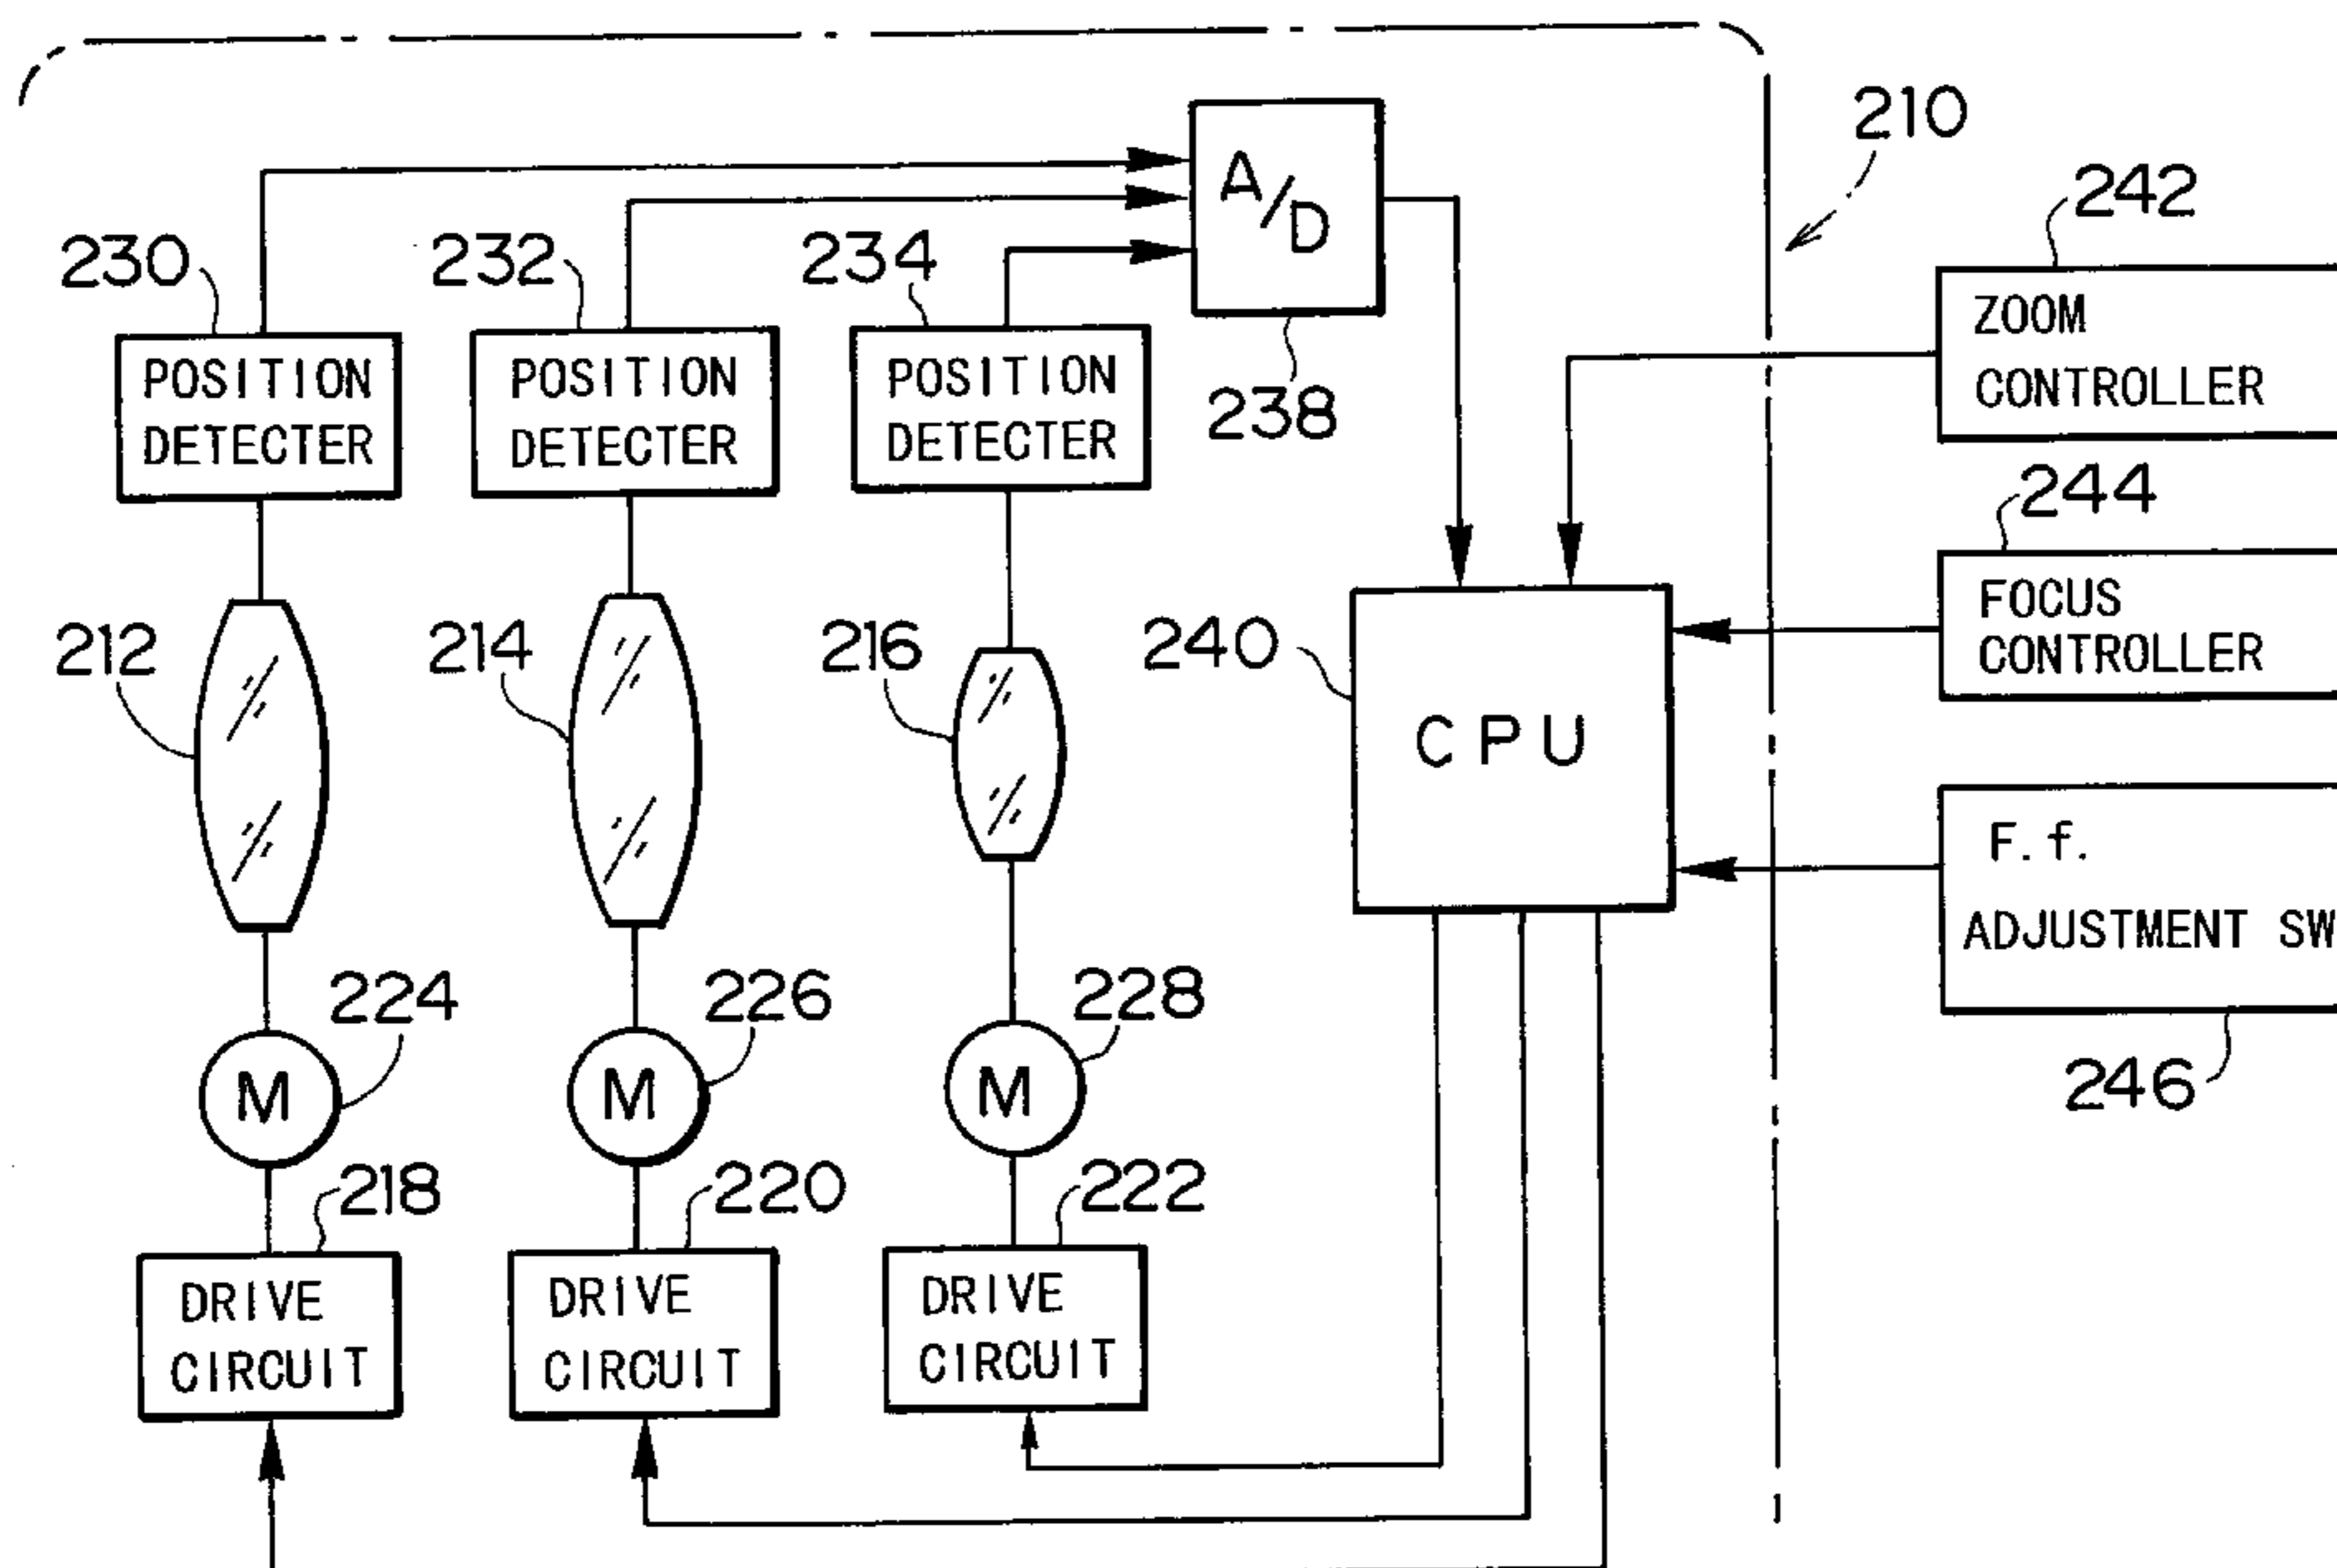 210
A/D
242
230
232
234
ZOOM
CONTROLLER
POSITION
DETECTER
POSITION
DETECTER
POSITION
DETECTER
238
244
FOCUS
CONTROLLER
212
214
216
240
CPU
F.f.
ADJUSTMENT SW
246
224
226
228
M
M
M
218
220
222
DRIVE
CIRCUIT
DRIVE
CIRCUIT
DRIVE
CIRCUIT